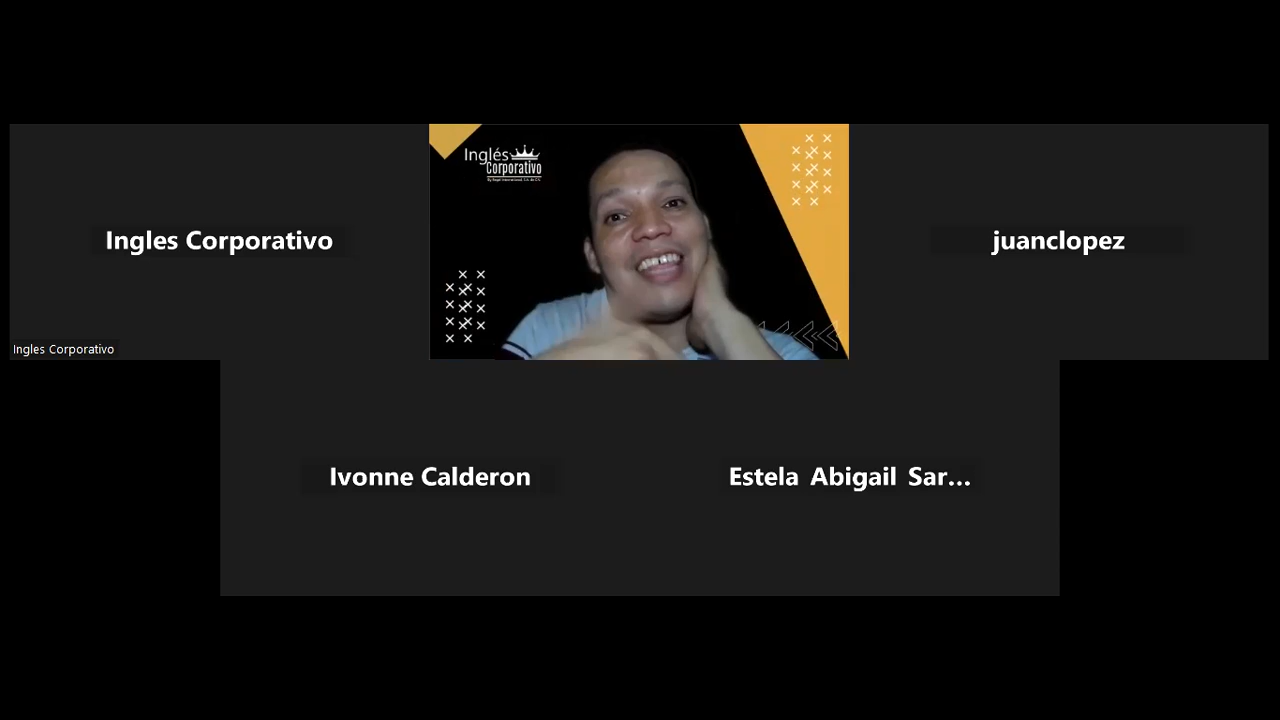 Ingles Corporativo
Inglés
Corporativo
juanclopez
Ingles Corporativo
Ivonne Calderon
Estela Abigail Sar...